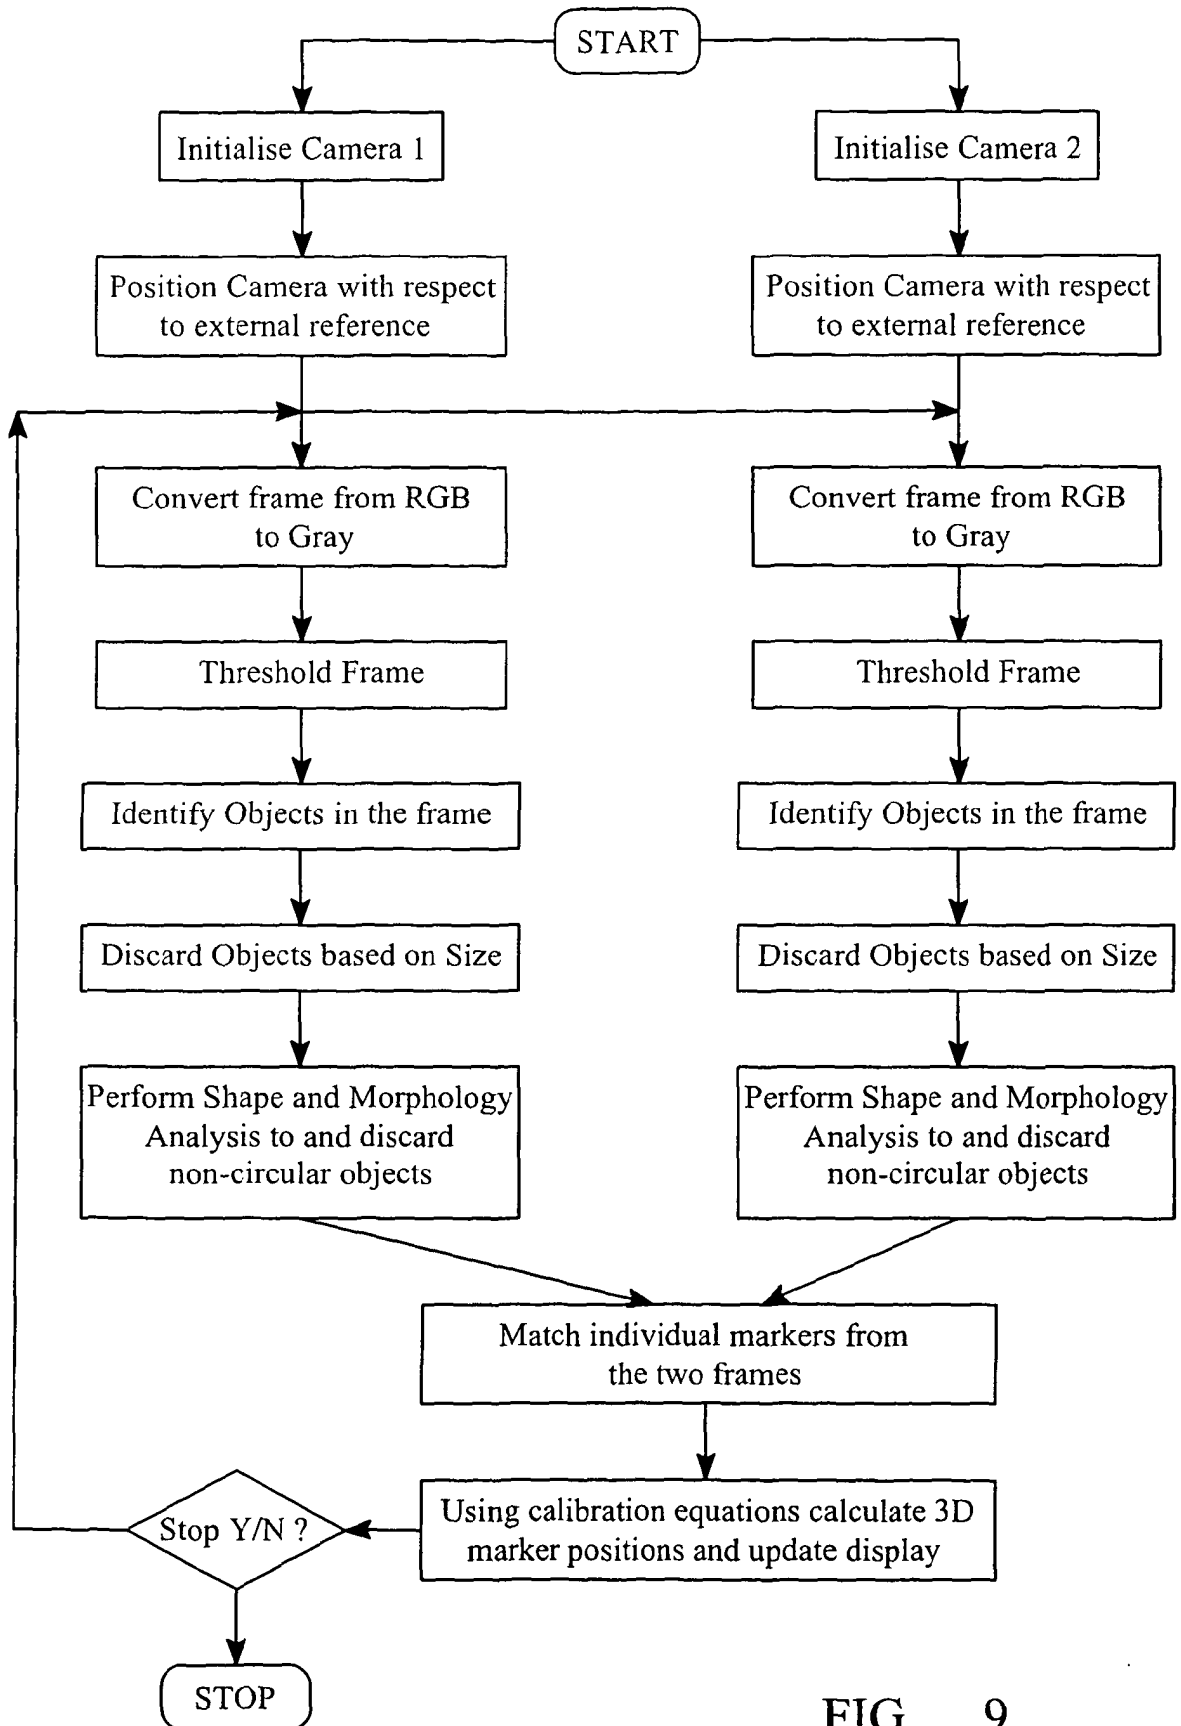 START
Initialise Camera 1
Initialise Camera 2
Position Camera with respect
to external reference
Position Camera with respect
to external reference
Convert frame from RGB
to Gray
Convert frame from RGB
to Gray
Threshold Frame
Threshold Frame
Identify Objects in the frame
Identify Objects in the frame
Discard Objects based on Size
Discard Objects based on Size
Perform Shape and Morphology
Analysis to and discard
non-circular objects
Perform Shape and Morphology
Analysis to and discard
non-circular objects
Match individual markers from
the two frames
Using calibration equations calculate 3D
marker positions and update display
Stop Y/N ?
STOP
FIG 9